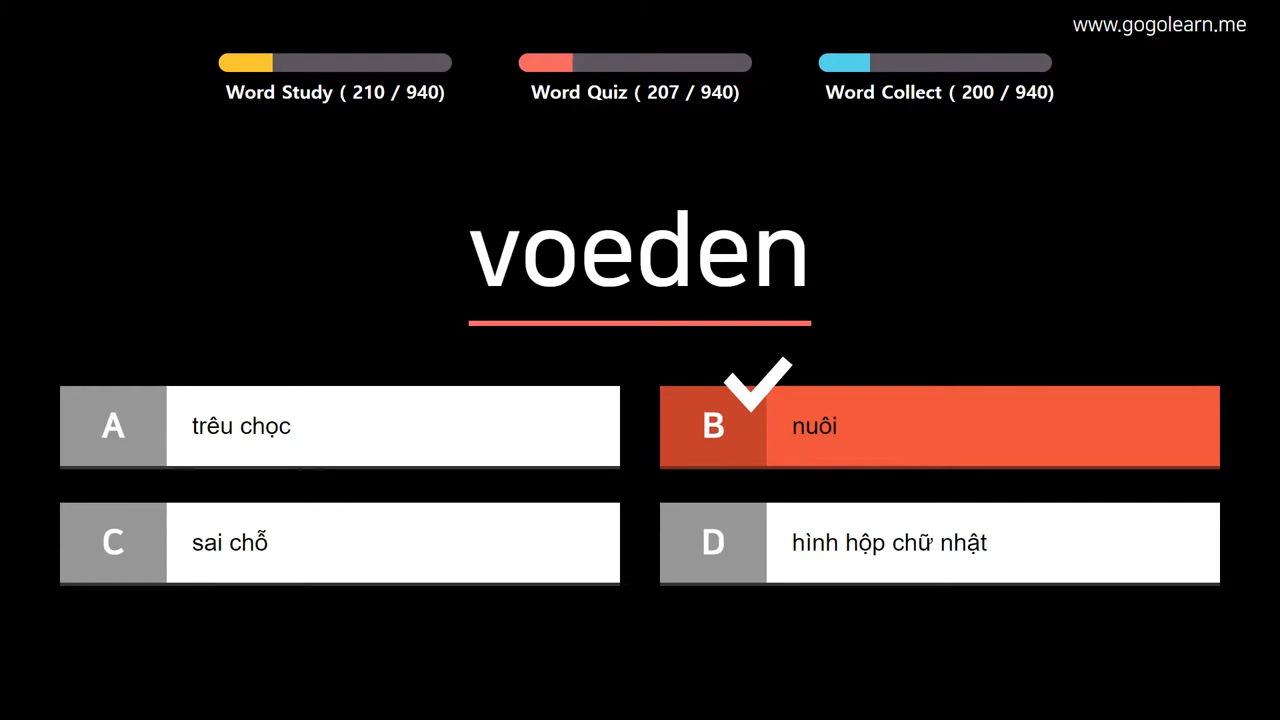 www.gogolearn.me
Word Study ( 210 / 940)
Word Quiz ( 207 / 940)
Word Collect ( 200 / 940)
voeden
A
trêu chọc
B
nuôi
C
sai chỗ
D
hình hộp chữ nhật